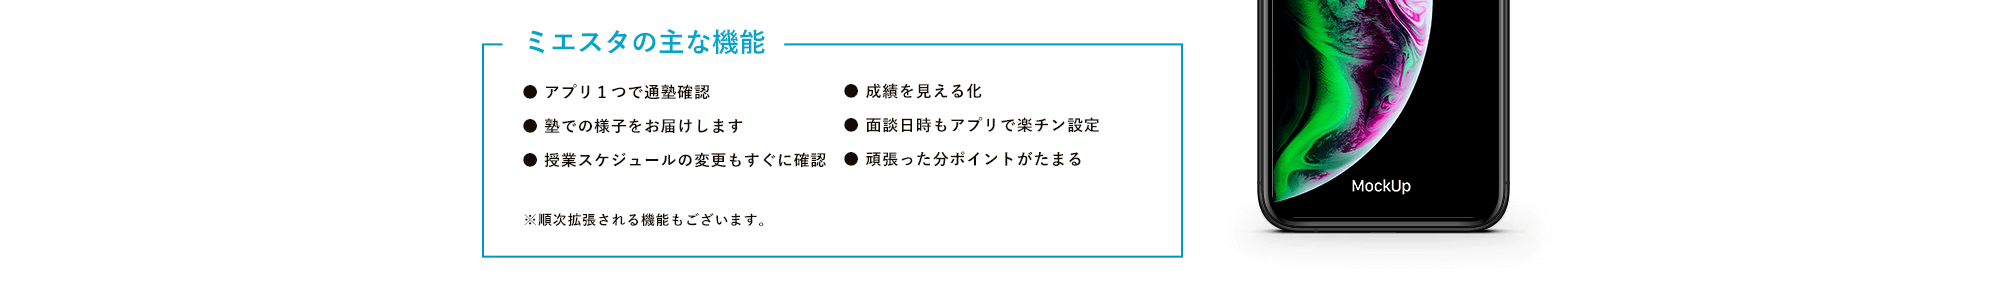 ミエスタの主な機能
● アプリ１つで通塾確認
● 塾での様子をお届けします
● 授業スケジュールの変更もすぐに確認
● 成績を見える化
● 面談日時もアプリで楽チン設定
● 頑張った分ポイントがたまる
※順次拡張される機能もございます。
MockUp